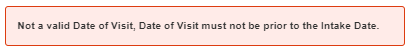 Not a valid Date of Visit, Date of Visit must not be prior to the Intake Date.